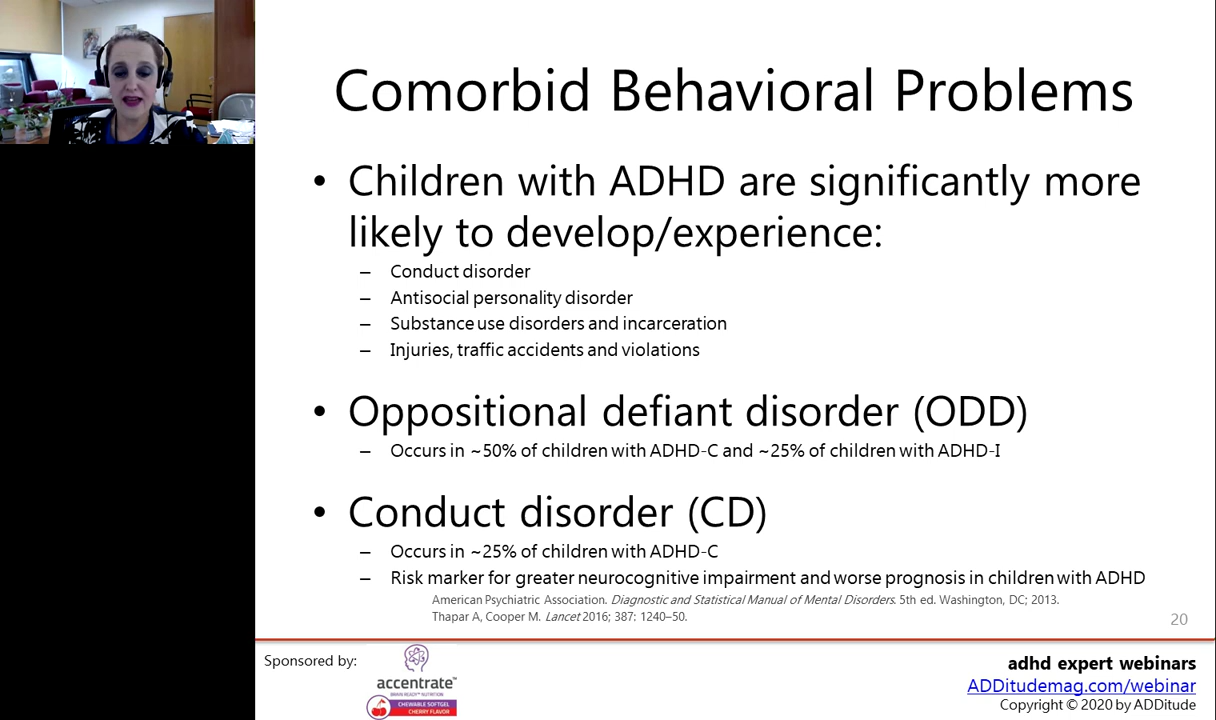 Comorbid Behavioral Problems
• Children with ADHD are significantly more
likely to develop/experience:
– Conduct disorder
– Antisocial personality disorder
– Substance use disorders and incarceration
– Injuries, traffic accidents and violations
• Oppositional defiant disorder (ODD)
– Occurs in ~50% of children with ADHD-C and ~25% of children with ADHD-I
• Conduct disorder (CD)
– Occurs in ~25% of children with ADHD-C
– Risk marker for greater neurocognitive impairment and worse prognosis in children with ADHD
American Psychiatric Association. Diagnostic and Statistical Manual of Mental Disorders. 5th ed. Washington, DC; 2013.
Thapar A, Cooper M. Lancet 2016; 387: 1240–50.
20
Sponsored by:
accentrate™
BRAIN READY™ NUTRITION
CHEWABLE SOFTGEL
CHERRY FLAVOR
adhd expert webinars
ADDitudemag.com/webinar
Copyright © 2020 by ADDitude